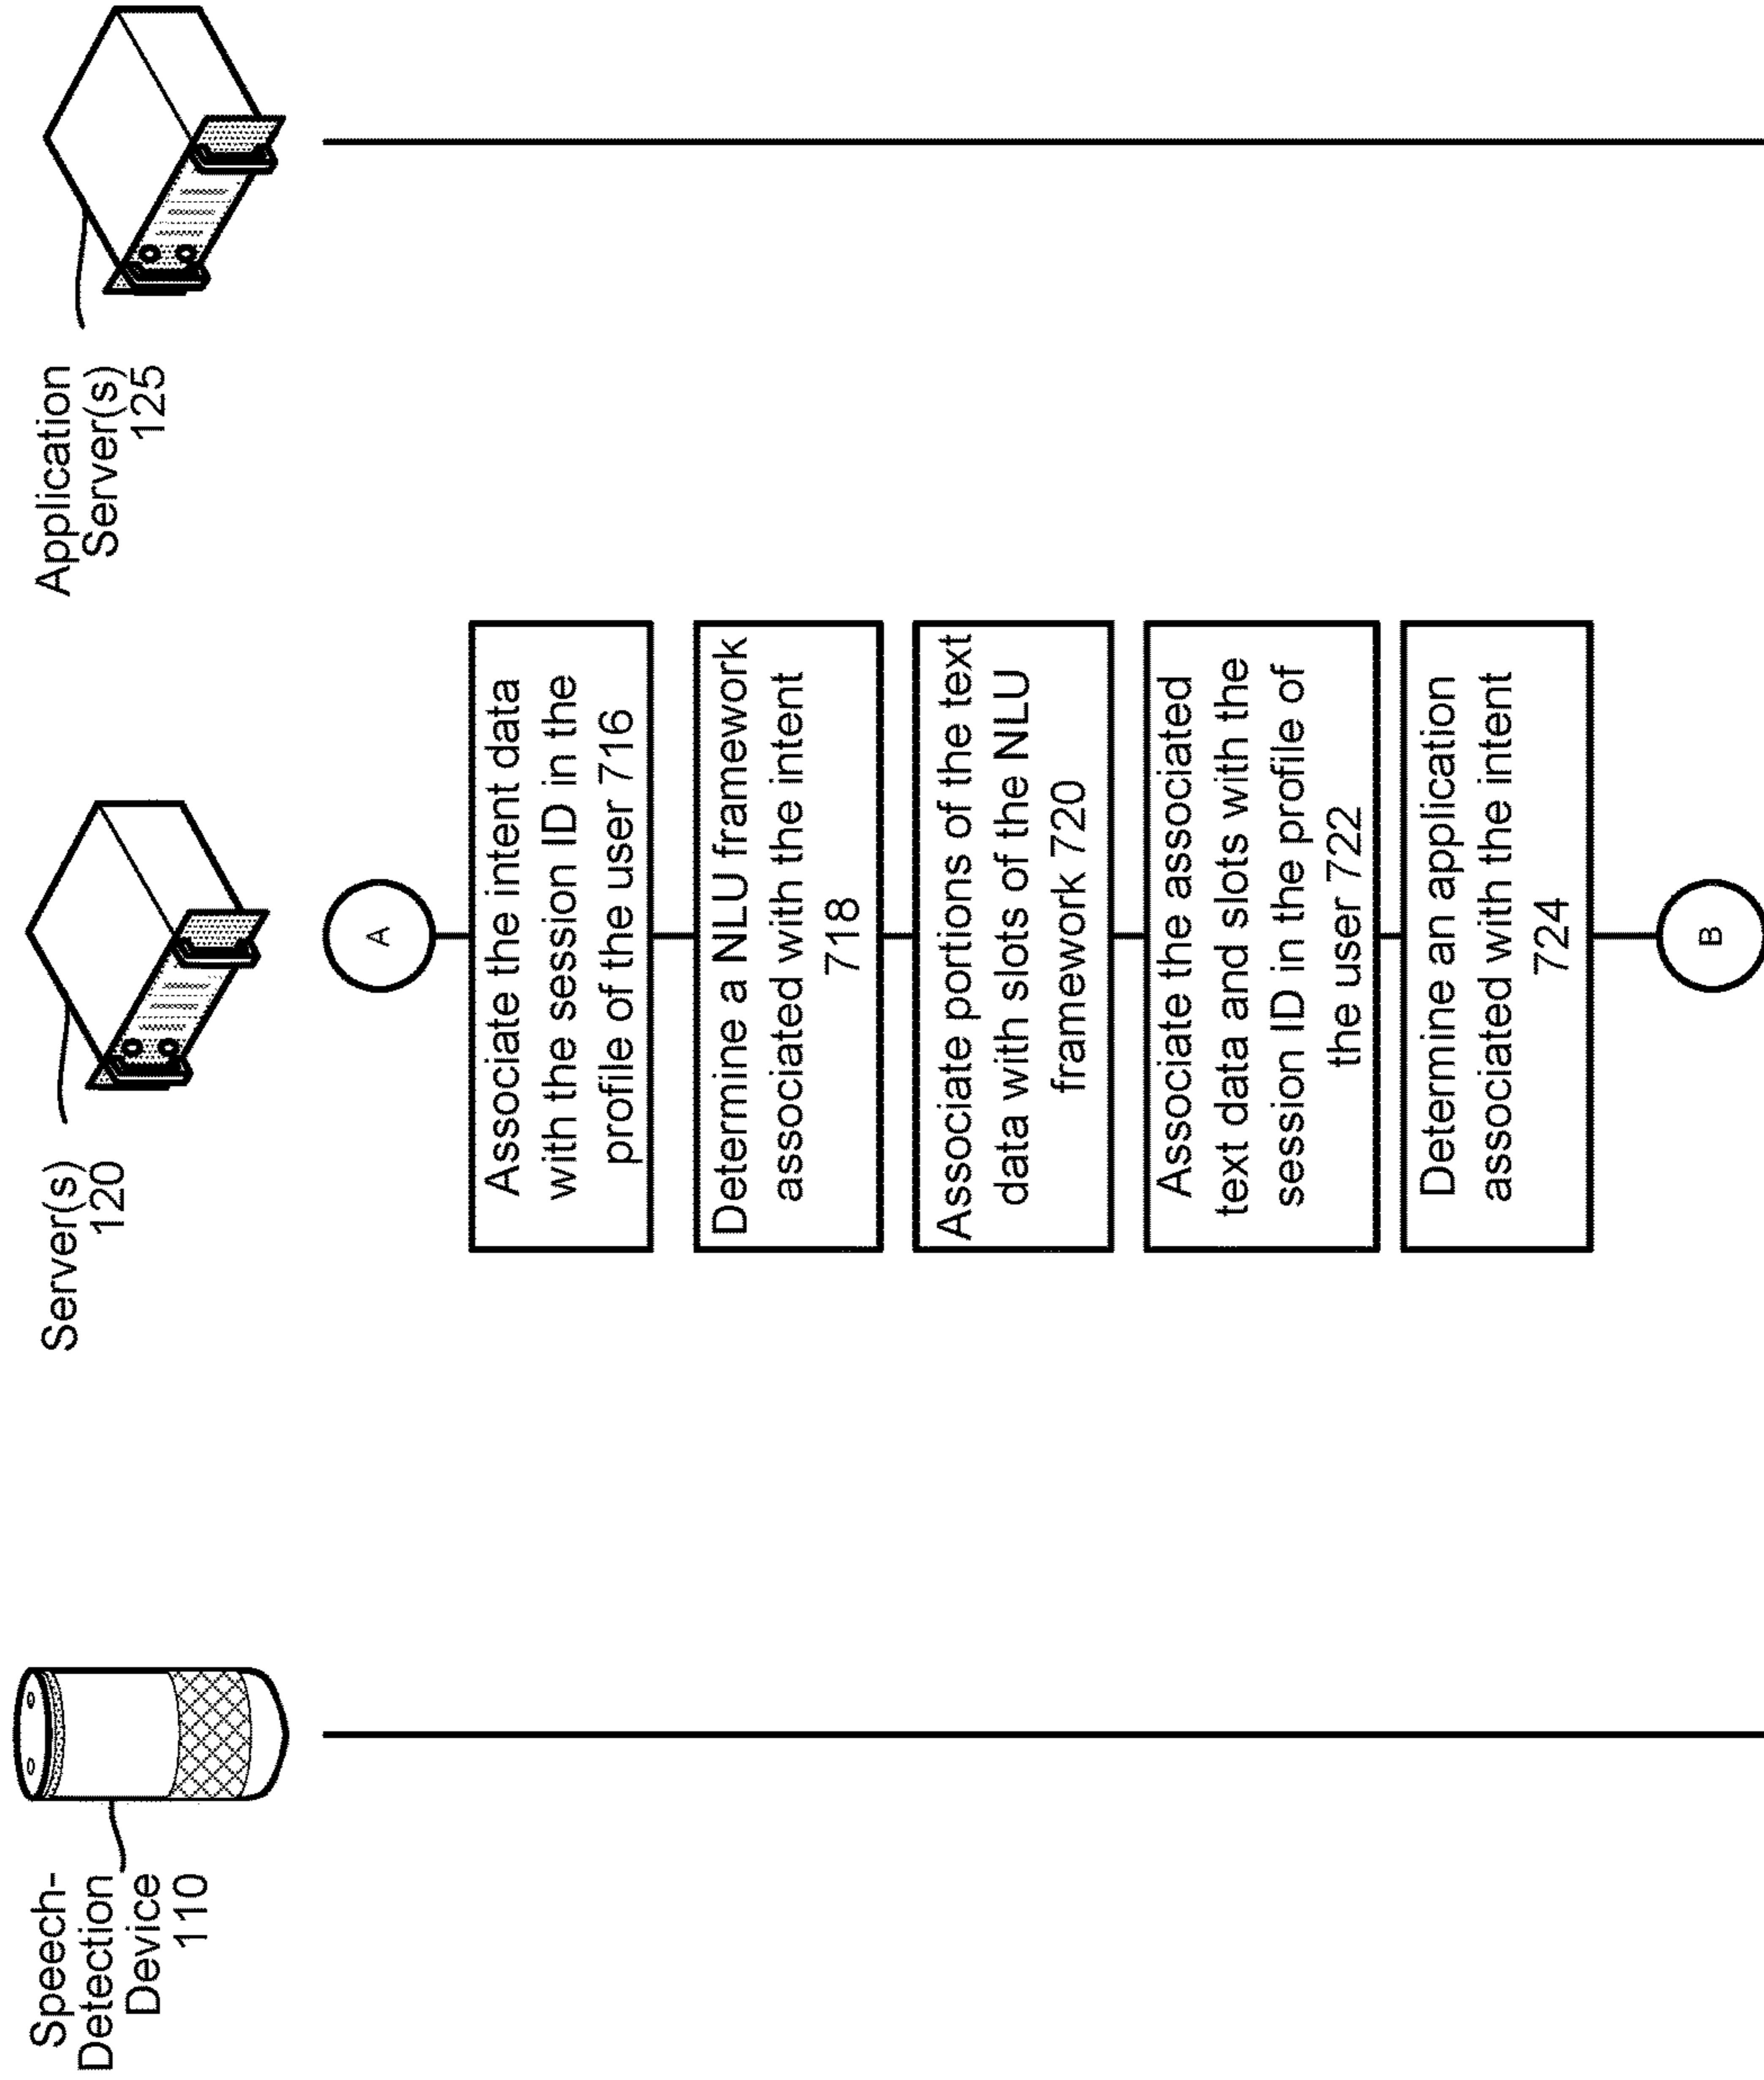 Speech-
Detection
Device
110
Server(s)
120
Application
Server(s)
125
A
Associate the intent data
with the session ID in the
profile of the user 716
Determine a NLU framework
associated with the intent
718
Associate portions of the text
data with slots of the NLU
framework 720
Associate the associated
text data and slots with the
session ID in the profile of
the user 722
Determine an application
associated with the intent
724
B